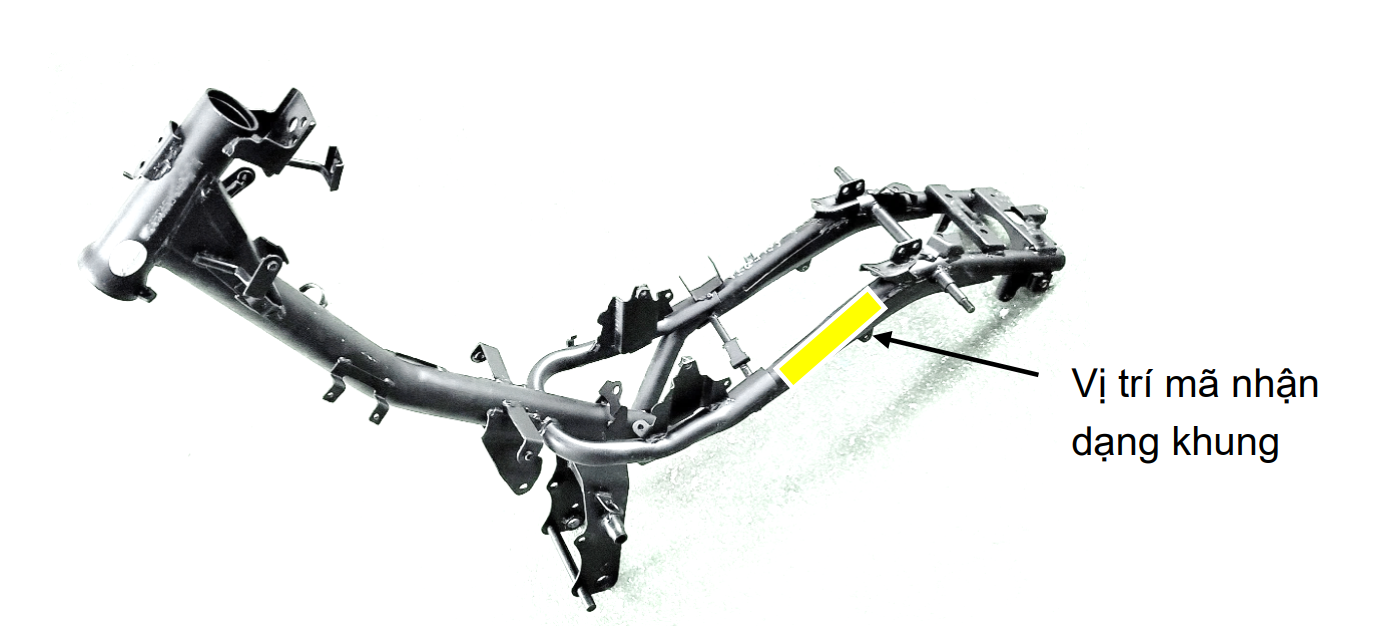 Vị trí mã nhận
dạng khung